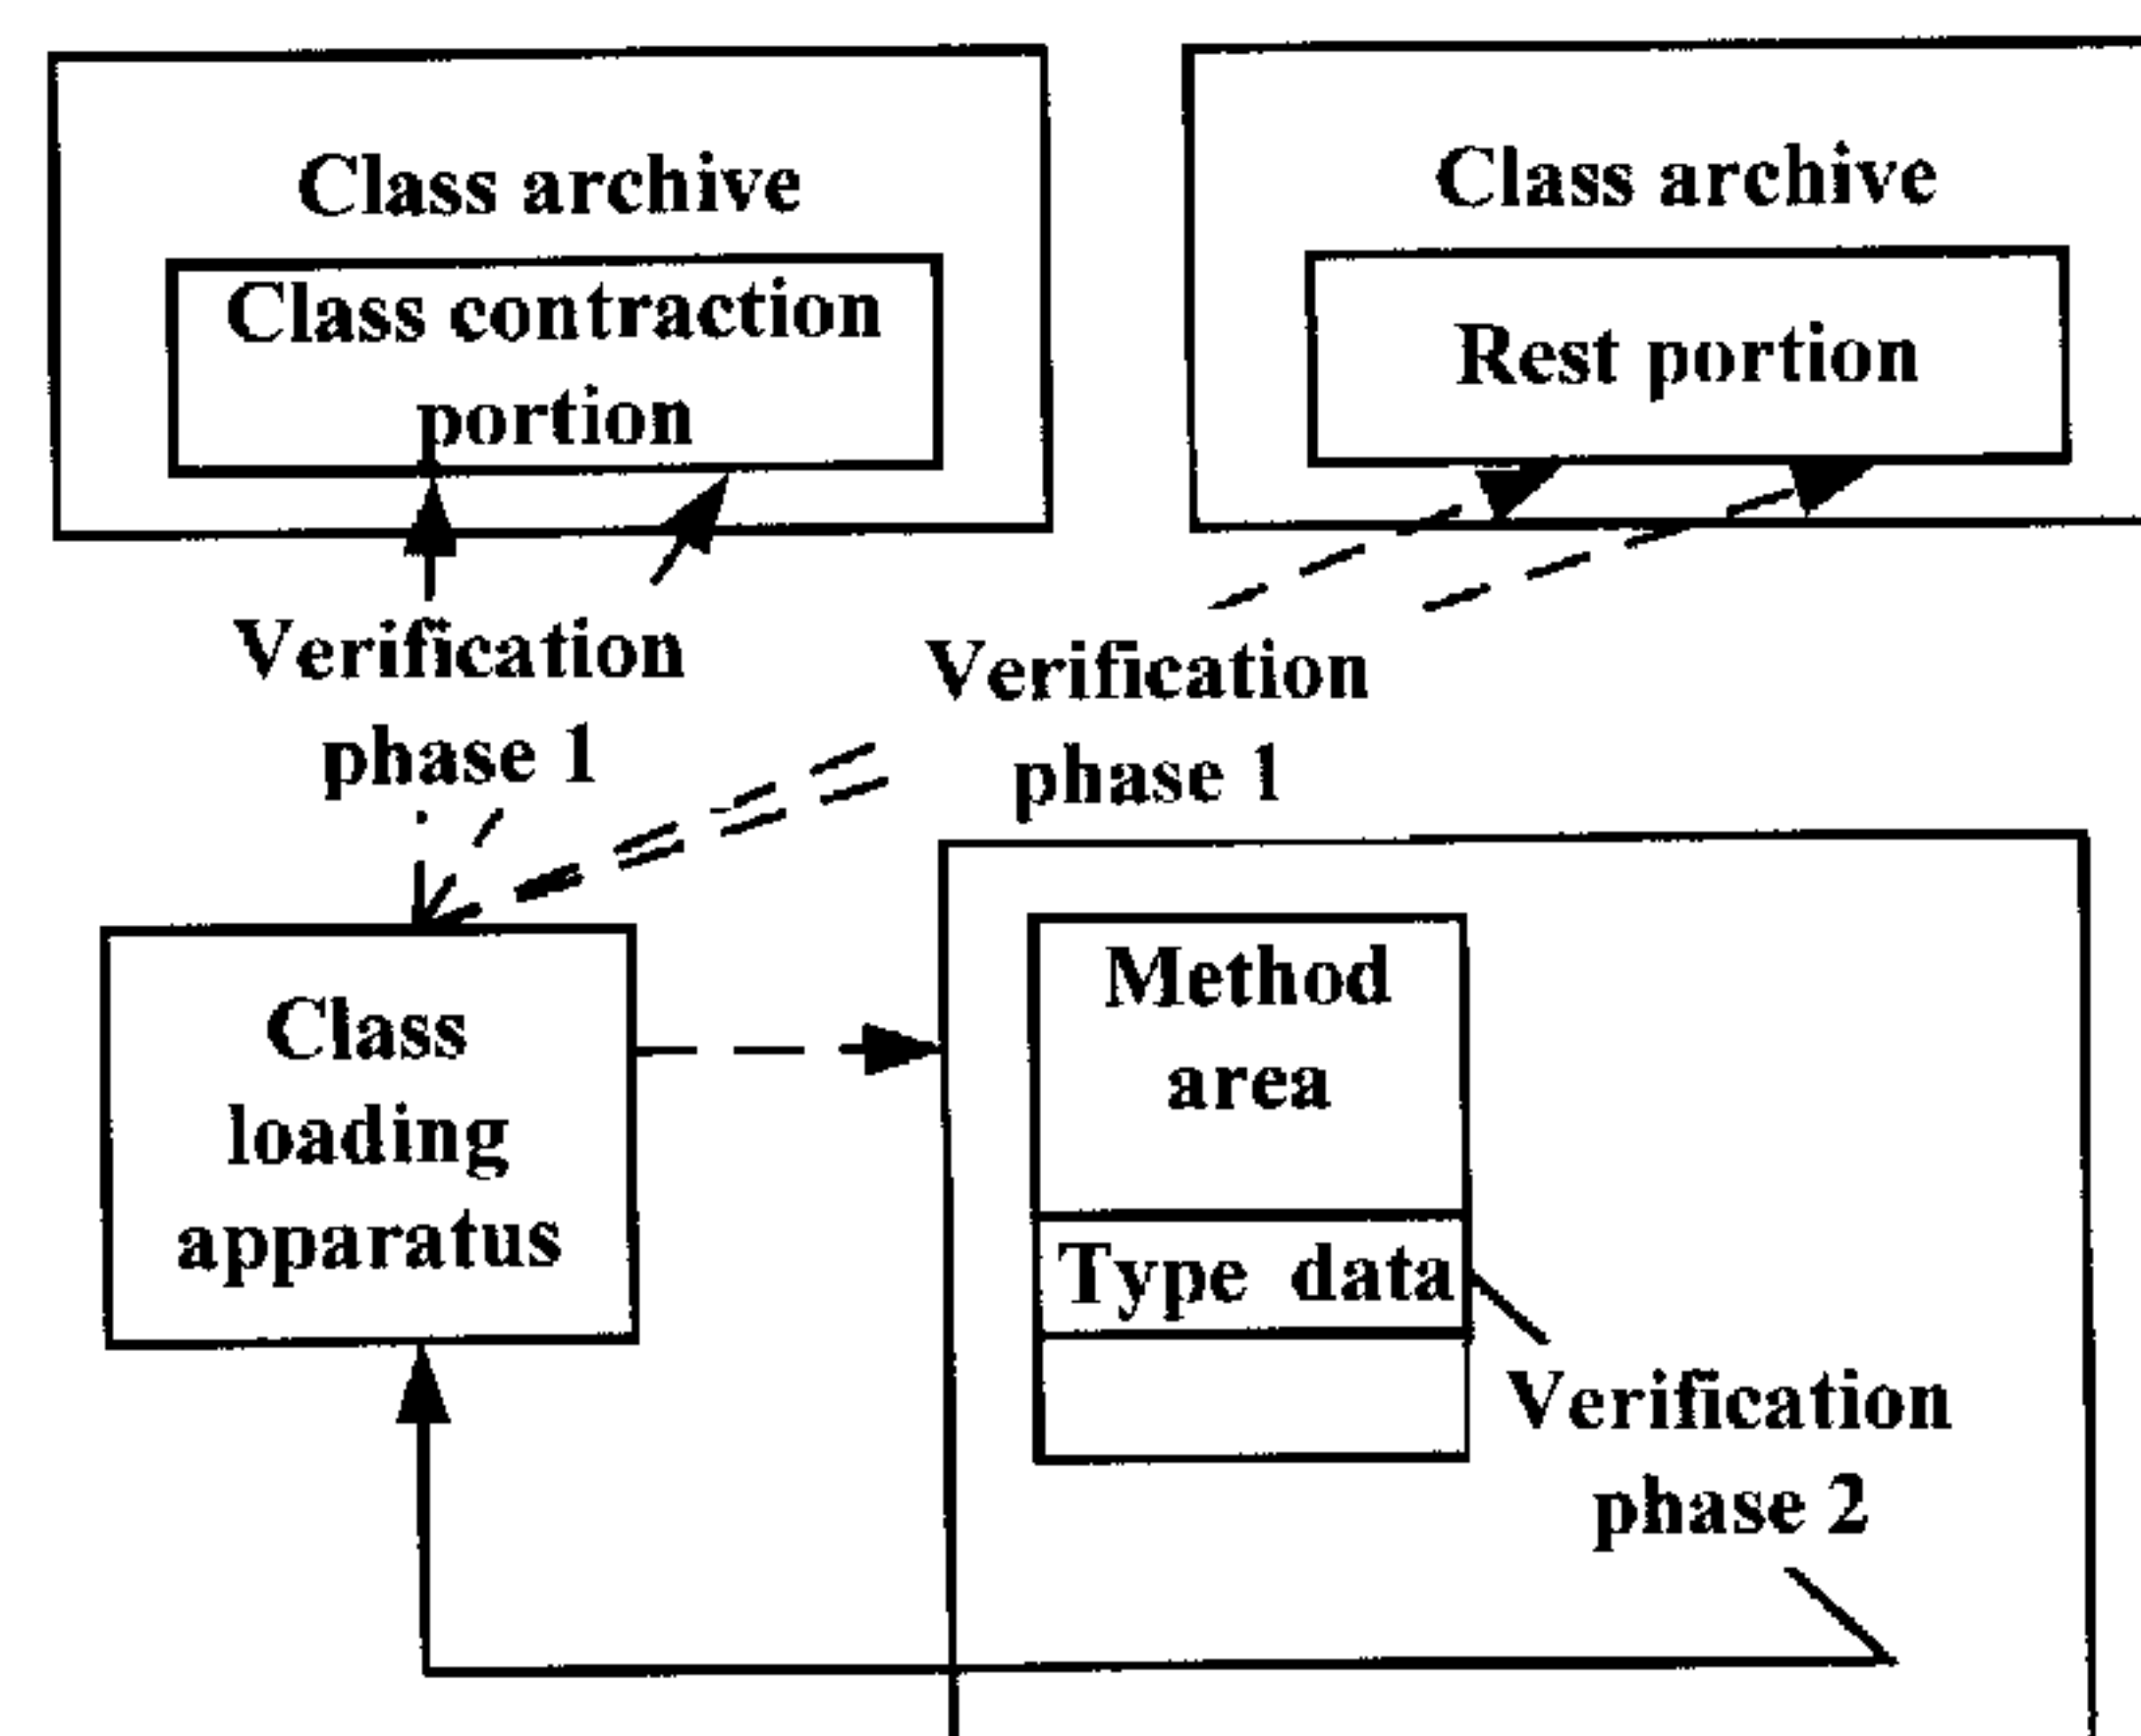 Class archive
Class contraction
portion
Class archive
Rest portion
Verification
phase 1
Verification
phase 1
Class
loading
apparatus
Method
area
Type data
Verification
phase 2